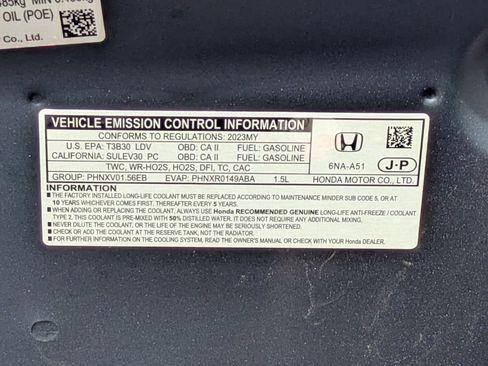 OIL (POE)
Co., Ltd.
VEHICLE EMISSION CONTROL INFORMATION
CONFORMS TO REGULATIONS: 2023MY
U.S. EPA: T3B30 LDV OBD: CA II FUEL: GASOLINE
CALIFORNIA: SULEV30 PC OBD: CA II FUEL: GASOLINE
TWC, WR-HO2S, HO2S, DFI, TC, CAC
GROUP: PHNXV01.56EB EVAP: PHNXR0149ABA 1.5L
6NA-A51
J-P
HONDA MOTOR CO., LTD.
INFORMATION
■ THE FACTORY INSTALLED LONG-LIFE COOLANT MUST BE REPLACED ACCORDING TO MAINTENANCE MINDER SUB CODE 5, OR AT
10 YEARS WHICHEVER COMES FIRST, THEREAFTER EVERY 5 YEARS.
■ WHEN ADDING OR REPLACING THE COOLANT, ALWAYS USE Honda RECOMMENDED GENUINE LONG-LIFE ANTI-FREEZE / COOLANT
TYPE 2. THIS COOLANT IS PRE-MIXED WITH 50% DISTILLED WATER. IT DOES NOT REQUIRE ANY ADDITIONAL MIXING.
■ NEVER DILUTE THE COOLANT, OR THE LIFE OF THE ENGINE MAY BE SERIOUSLY SHORTENED.
■ CHECK AND ADD THE COOLANT AT THE RESERVE TANK, NOT THE RADIATOR.
■ FOR FURTHER INFORMATION ON THE COOLING SYSTEM, READ THE OWNER'S MANUAL OR CHECK WITH YOUR Honda DEALER.